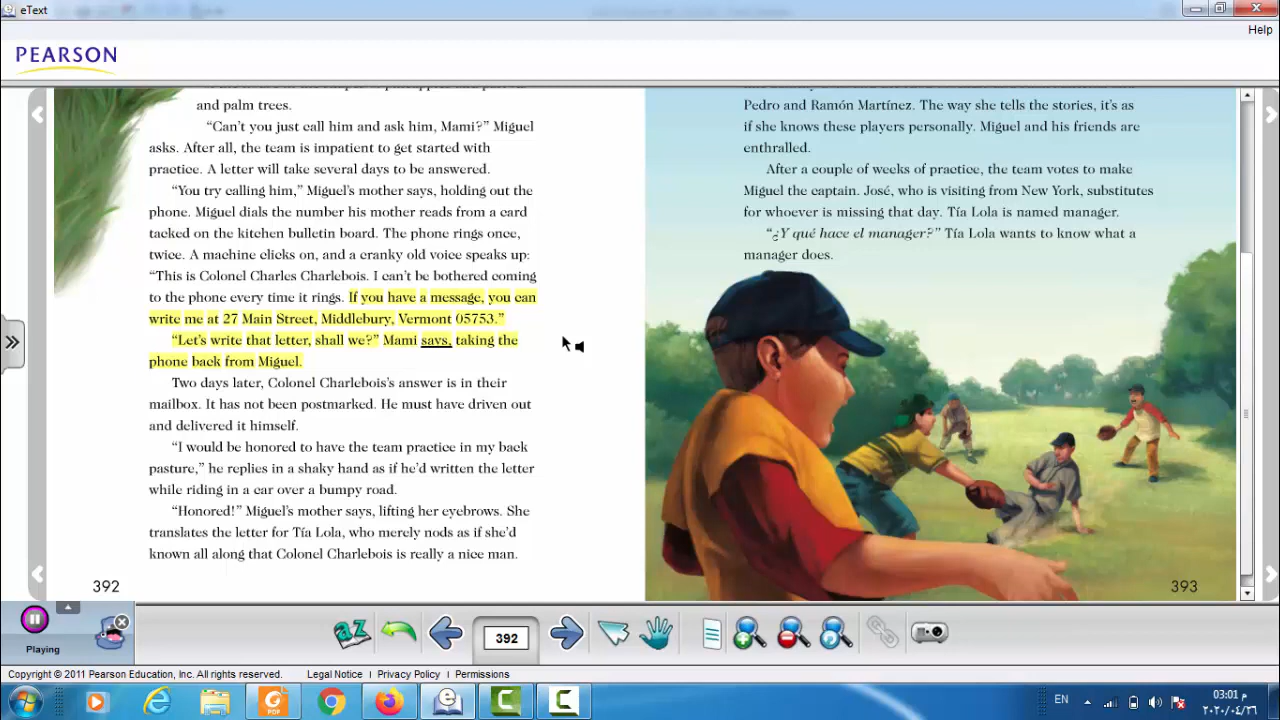 eText
Help
PEARSON
and palm trees.
“Can’t you just call him and ask him, Mami?” Miguel
asks. After all, the team is impatient to get started with
practice. A letter will take several days to be answered.
“You try calling him,” Miguel’s mother says, holding out the
phone. Miguel dials the number his mother reads from a card
tacked on the kitchen bulletin board. The phone rings once,
twice. A machine clicks on, and a cranky old voice speaks up:
“This is Colonel Charles Charlebois. I can’t be bothered coming
to the phone every time it rings. If you have a message, you can
write me at 27 Main Street, Middlebury, Vermont 05753.”
“Let’s write that letter, shall we?” Mami says, taking the
phone back from Miguel.
Two days later, Colonel Charlebois’s answer is in their
mailbox. It has not been postmarked. He must have driven out
and delivered it himself.
“I would be honored to have the team practice in my back
pasture,” he replies in a shaky hand as if he’d written the letter
while riding in a car over a bumpy road.
“Honored!” Miguel’s mother says, lifting her eyebrows. She
translates the letter for Tía Lola, who merely nods as if she’d
known all along that Colonel Charlebois is really a nice man.
392
Pedro and Ramón Martínez. The way she tells the stories, it’s as
if she knows these players personally. Miguel and his friends are
enthralled.
After a couple of weeks of practice, the team votes to make
Miguel the captain. José, who is visiting from New York, substitutes
for whoever is missing that day. Tía Lola is named manager.
“¿Y qué hace el manager?” Tía Lola wants to know what a
manager does.
393
Playing
az
392
Copyright © 2011 Pearson Education, Inc. All rights reserved.
Legal Notice | Privacy Policy | Permissions
PDF
EN
03:01 م
٢٠٢٠/٠٤/٢٦